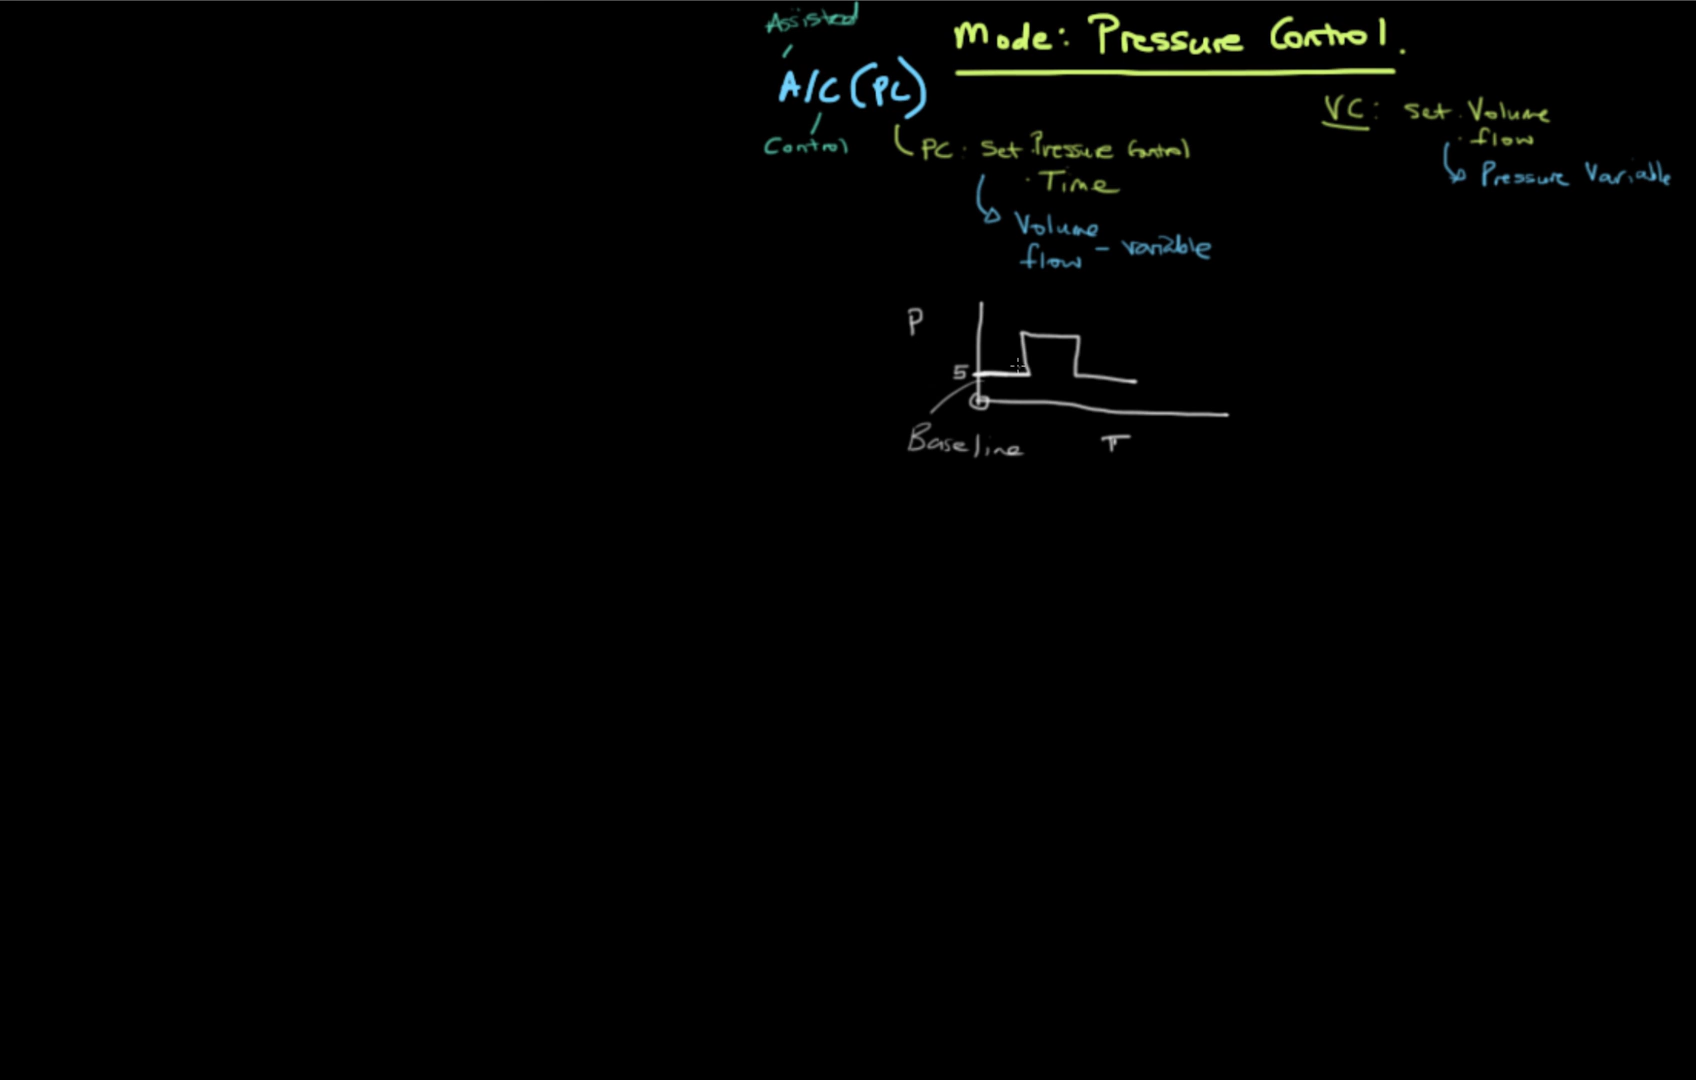 Assisted
Mode: Pressure Control.
A/C (PC)
VC: Set · Volume
· flow
Control
PC: Set · Pressure Control
· Time
Pressure Variable
Volume
flow - variable
P
5
Baseline
T